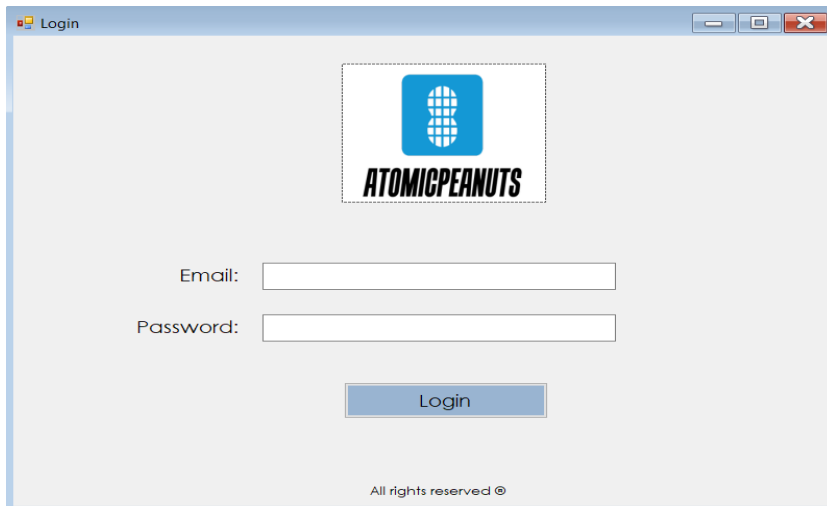 Login
ATOMICPEANUTS
Email:
Password:
Login
All rights reserved ®